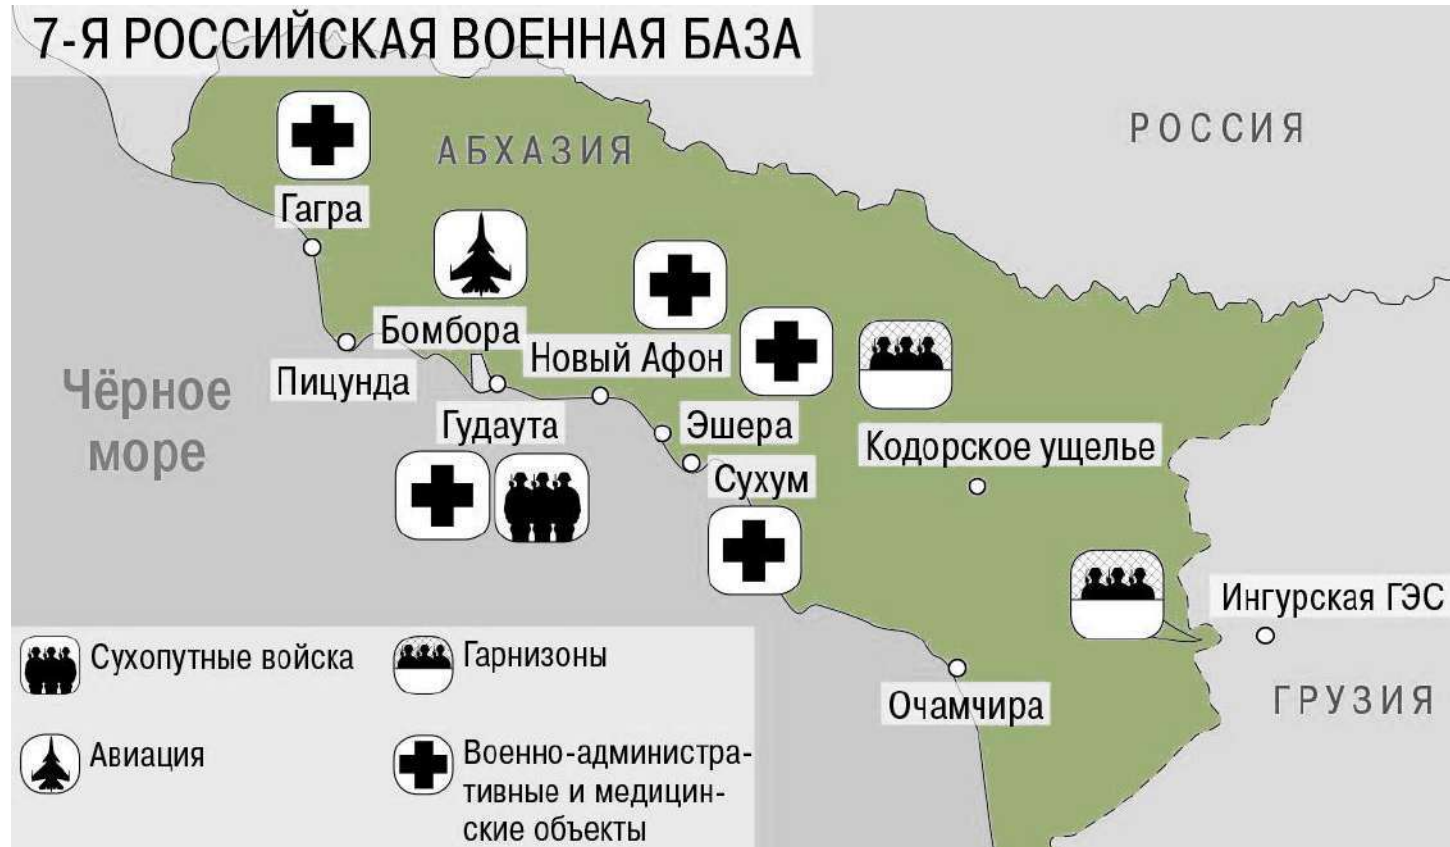 7-Я РОССИЙСКАЯ ВОЕННАЯ БАЗА
РОССИЯ
АБХАЗИЯ
Гагра
Бомбора
Новый Афон
Пицунда
Чёрное
море
Гудаута
Эшера
Кодорское ущелье
Сухум
Ингурская ГЭС
Очамчира
ГРУЗИЯ
Сухопутные войска
Гарнизоны
Авиация
Военно-администра-
тивные и медицин-
ские объекты